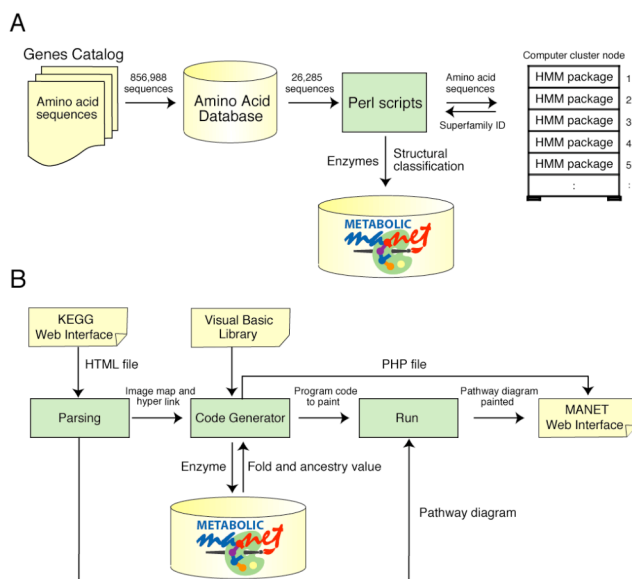 A
Genes Catalog
Amino acid
sequences
856,988
sequences
Amino Acid
Database
26,285
sequences
Perl scripts
Amino acid
sequences
Superfamily ID
Computer cluster node
HMM package 1
HMM package 2
HMM package 3
HMM package 4
HMM package 5
: :
Enzymes
Structural
classification
METABOLIC
manet
B
KEGG
Web Interface
Visual Basic
Library
HTML file
PHP file
Parsing
Image map and
hyper link
Code Generator
Program code
to paint
Run
Pathway diagram
painted
MANET
Web Interface
Enzyme
Fold and ancestry value
METABOLIC
manet
Pathway diagram